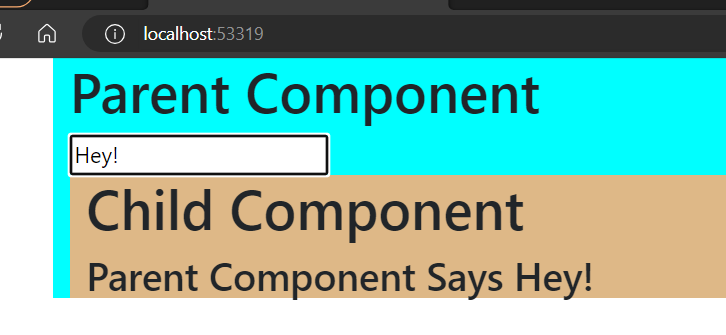 localhost:53319
Parent Component
Hey!
Child Component
Parent Component Says Hey!